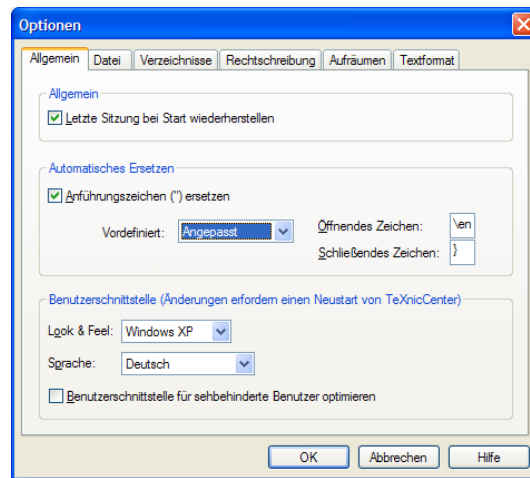 Optionen
Allgemein Datei Verzeichnisse Rechtschreibung Aufräumen Textformat
Allgemein
Letzte Sitzung bei Start wiederherstellen
Automatisches Ersetzen
Anführungszeichen (") ersetzen
Vordefiniert: Angepasst Öffnendes Zeichen: \en
Schließendes Zeichen: }
Benutzerschnittstelle (Änderungen erfordern einen Neustart von TeXnicCenter)
Look & Feel: Windows XP
Sprache: Deutsch
Benutzerschnittstelle für sehbehinderte Benutzer optimieren
OK Abbrechen Hilfe